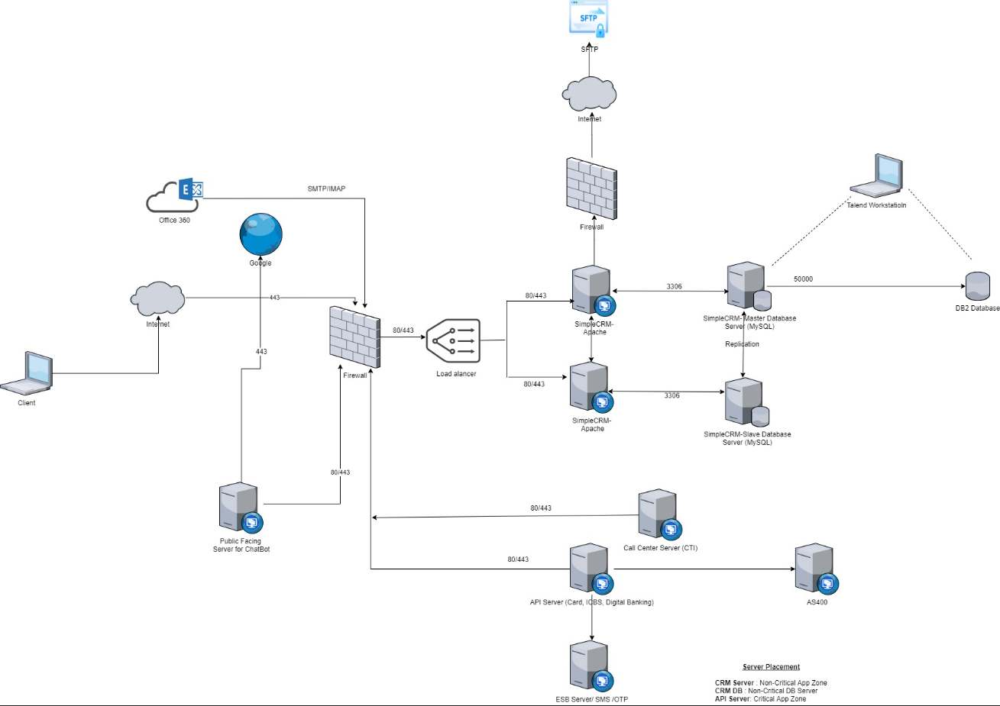 SFTP
SFTP
Internet
Firewall
SMTP/IMAP
E
Office 360
Google
443
Internet
443
Client
Firewall
80/443
Load alancer
80/443
80/443
SimpleCRM-
Apache
SimpleCRM-
Apache
3306
3306
SimpleCRM- Master Database
Server (MySQL)
Replication
SimpleCRM-Slave Database
Server (MySQL)
Talend Workstatioln
50000
DB2 Database
80/443
Public Facing
Server for ChatBot
80/443
Call Center Server (CTI)
80/443
API Server (Card, ICBS, Digital Banking)
AS400
ESB Server/ SMS /OTP
Server Placement
CRM Server : Non-Critical App Zone
CRM DB : Non-Critical DB Server
API Server: Critical App Zone